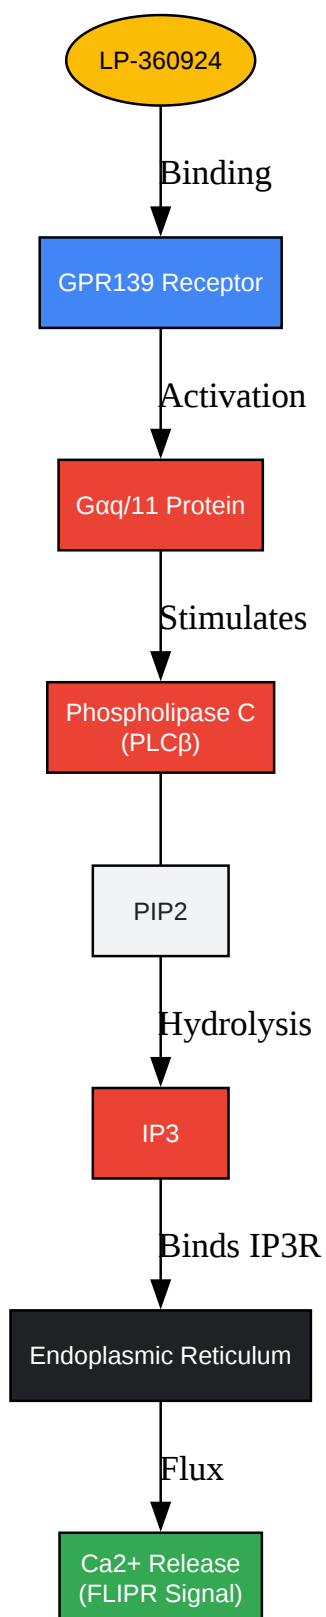 LP-360924
Binding
GPR139 Receptor
Activation
Gαq/11 Protein
Stimulates
Phospholipase C
(PLCβ)
PIP2
Hydrolysis
IP3
Binds IP3R
Endoplasmic Reticulum
Flux
Ca2+ Release
(FLIPR Signal)